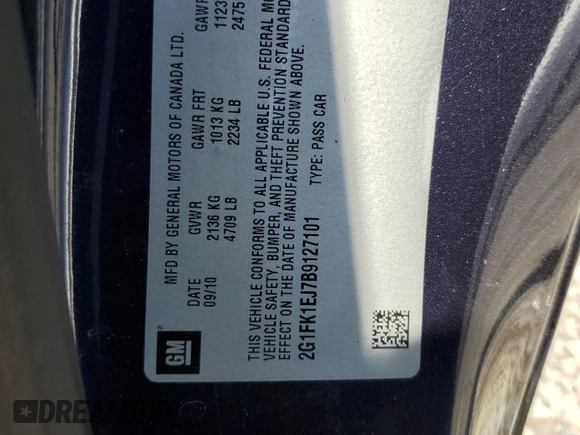 MFD BY GENERAL MOTORS OF CANADA LTD.
DATE GVWR GAWR FRT GAWR
09/10 2136 KG 1013 KG 1123
4709 LB 2234 LB 2475
THIS VEHICLE CONFORMS TO ALL APPLICABLE U.S. FEDERAL MO
VEHICLE SAFETY, BUMPER, AND THEFT PREVENTION STANDARD
EFFECT ON THE DATE OF MANUFACTURE SHOWN ABOVE.
2G1FK1EJ7B9127101 TYPE: PASS CAR
GM